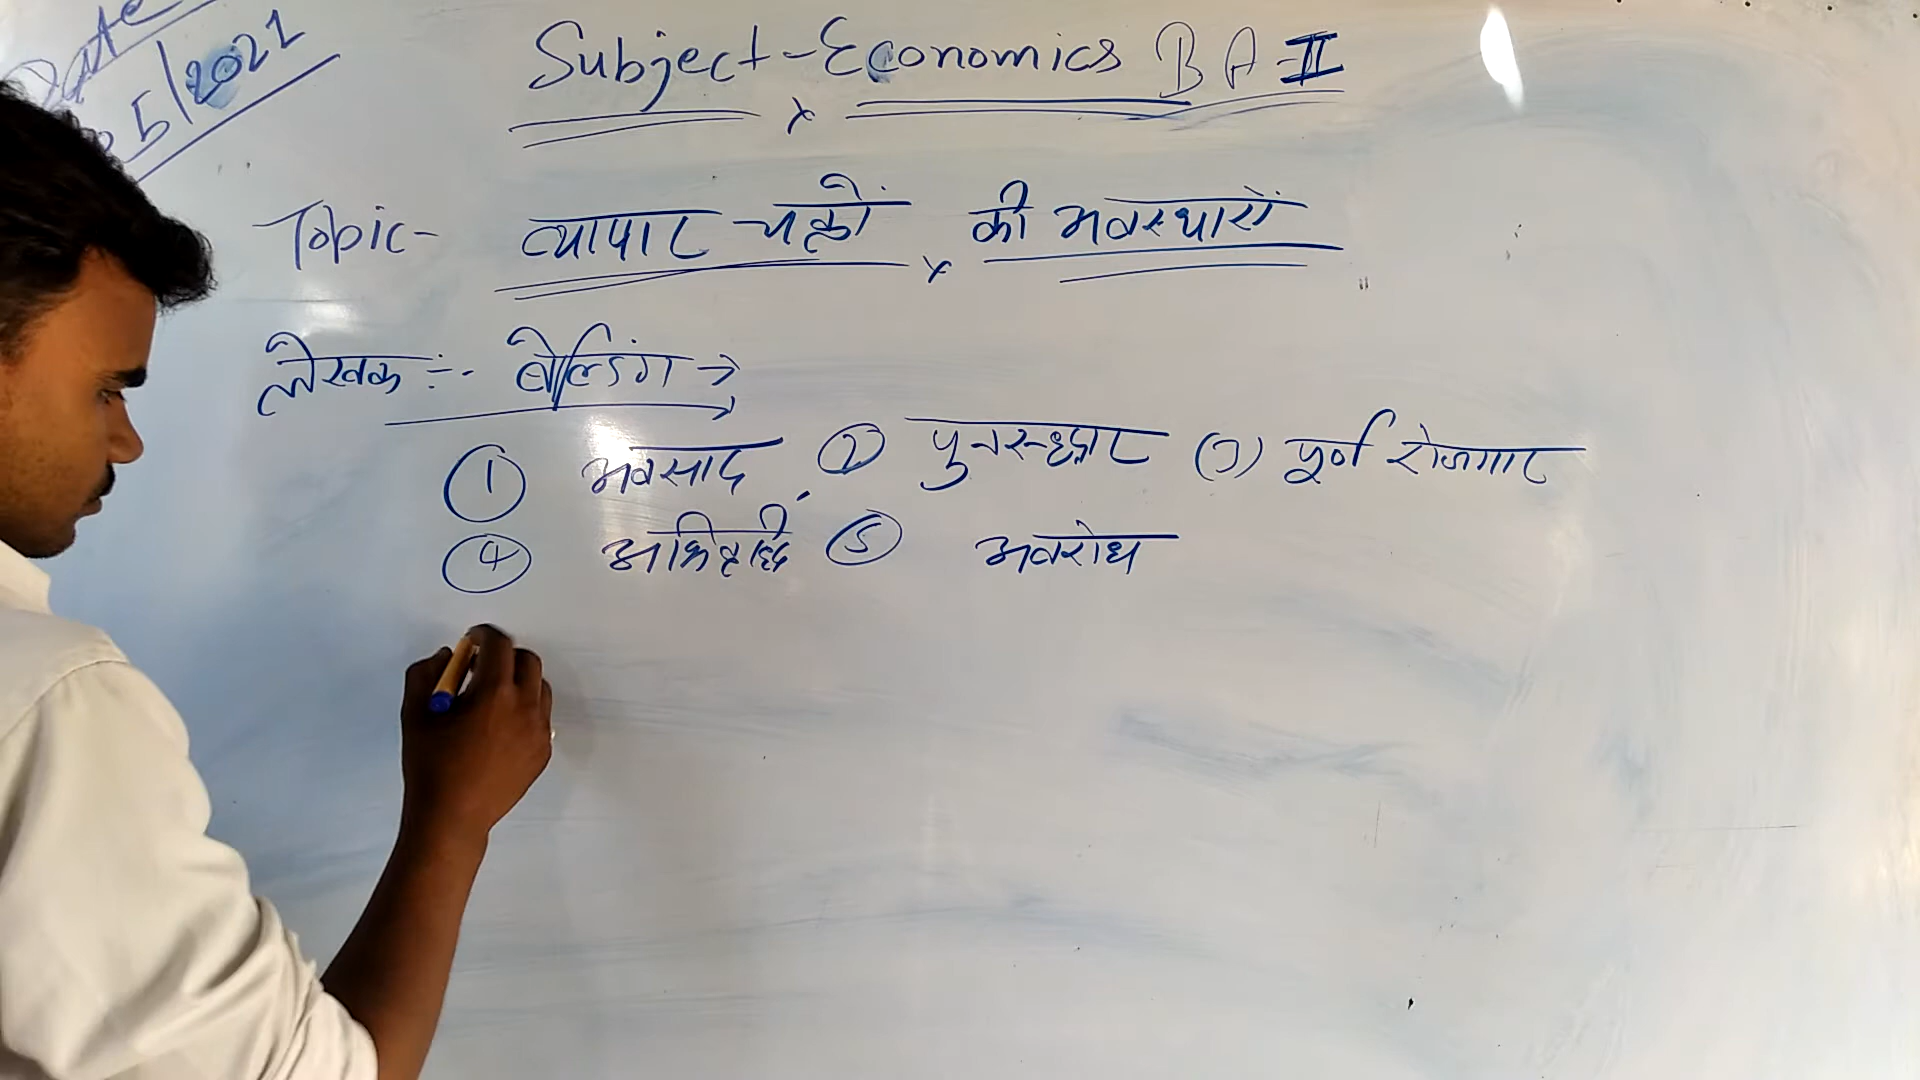 Date
5/2021
Subject-Economics B A-II
Topic- व्यापार चक्रों की अवस्थायें
लेखक :- बोल्डिंग →
① अवसाद ② पुनरुद्धार (3) पूर्ण रोजगार
④ अभिवृद्धि ⑤ अवरोध